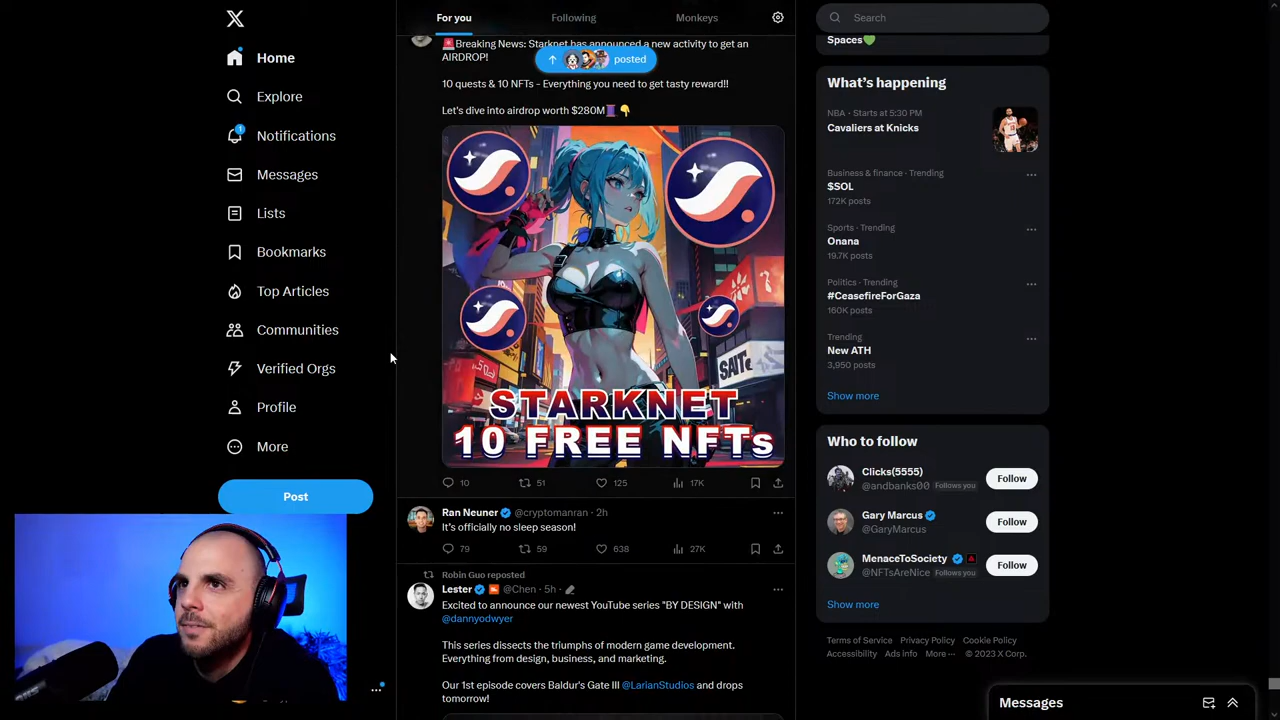 Home
Explore
1
Notifications
Messages
Lists
Bookmarks
Top Articles
Communities
Verified Orgs
Profile
More
Post
For you
Following
Monkeys
🚨Breaking News: Starknet has announced a new activity to get an
AIRDROP!
posted
10 quests & 10 NFTs - Everything you need to get tasty reward!!
Let's dive into airdrop worth $280M🧵👇
STARKNET
10 FREE NFTs
10 51 125 17K
Ran Neuner @cryptomanran · 2h
It's officially no sleep season!
79 59 638 27K
Robin Guo reposted
Lester @Chen · 5h ·
Excited to announce our newest YouTube series "BY DESIGN" with
@dannyodwyer
This series dissects the triumphs of modern game development.
Everything from design, business, and marketing.
Our 1st episode covers Baldur's Gate III @LarianStudios and drops
tomorrow!
Search
Spaces💚
What's happening
NBA · Starts at 5:30 PM
Cavaliers at Knicks
Business & finance · Trending
$SOL
172K posts
Sports · Trending
Onana
19.7K posts
Politics · Trending
#CeasefireForGaza
160K posts
Trending
New ATH
3,950 posts
Show more
Who to follow
Clicks(5555)
@andbanks00 Follows you
Follow
Gary Marcus
@GaryMarcus
Follow
MenaceToSociety
@NFTsAreNice Follows you
Follow
Show more
Terms of Service Privacy Policy Cookie Policy
Accessibility Ads info More ··· © 2023 X Corp.
Messages